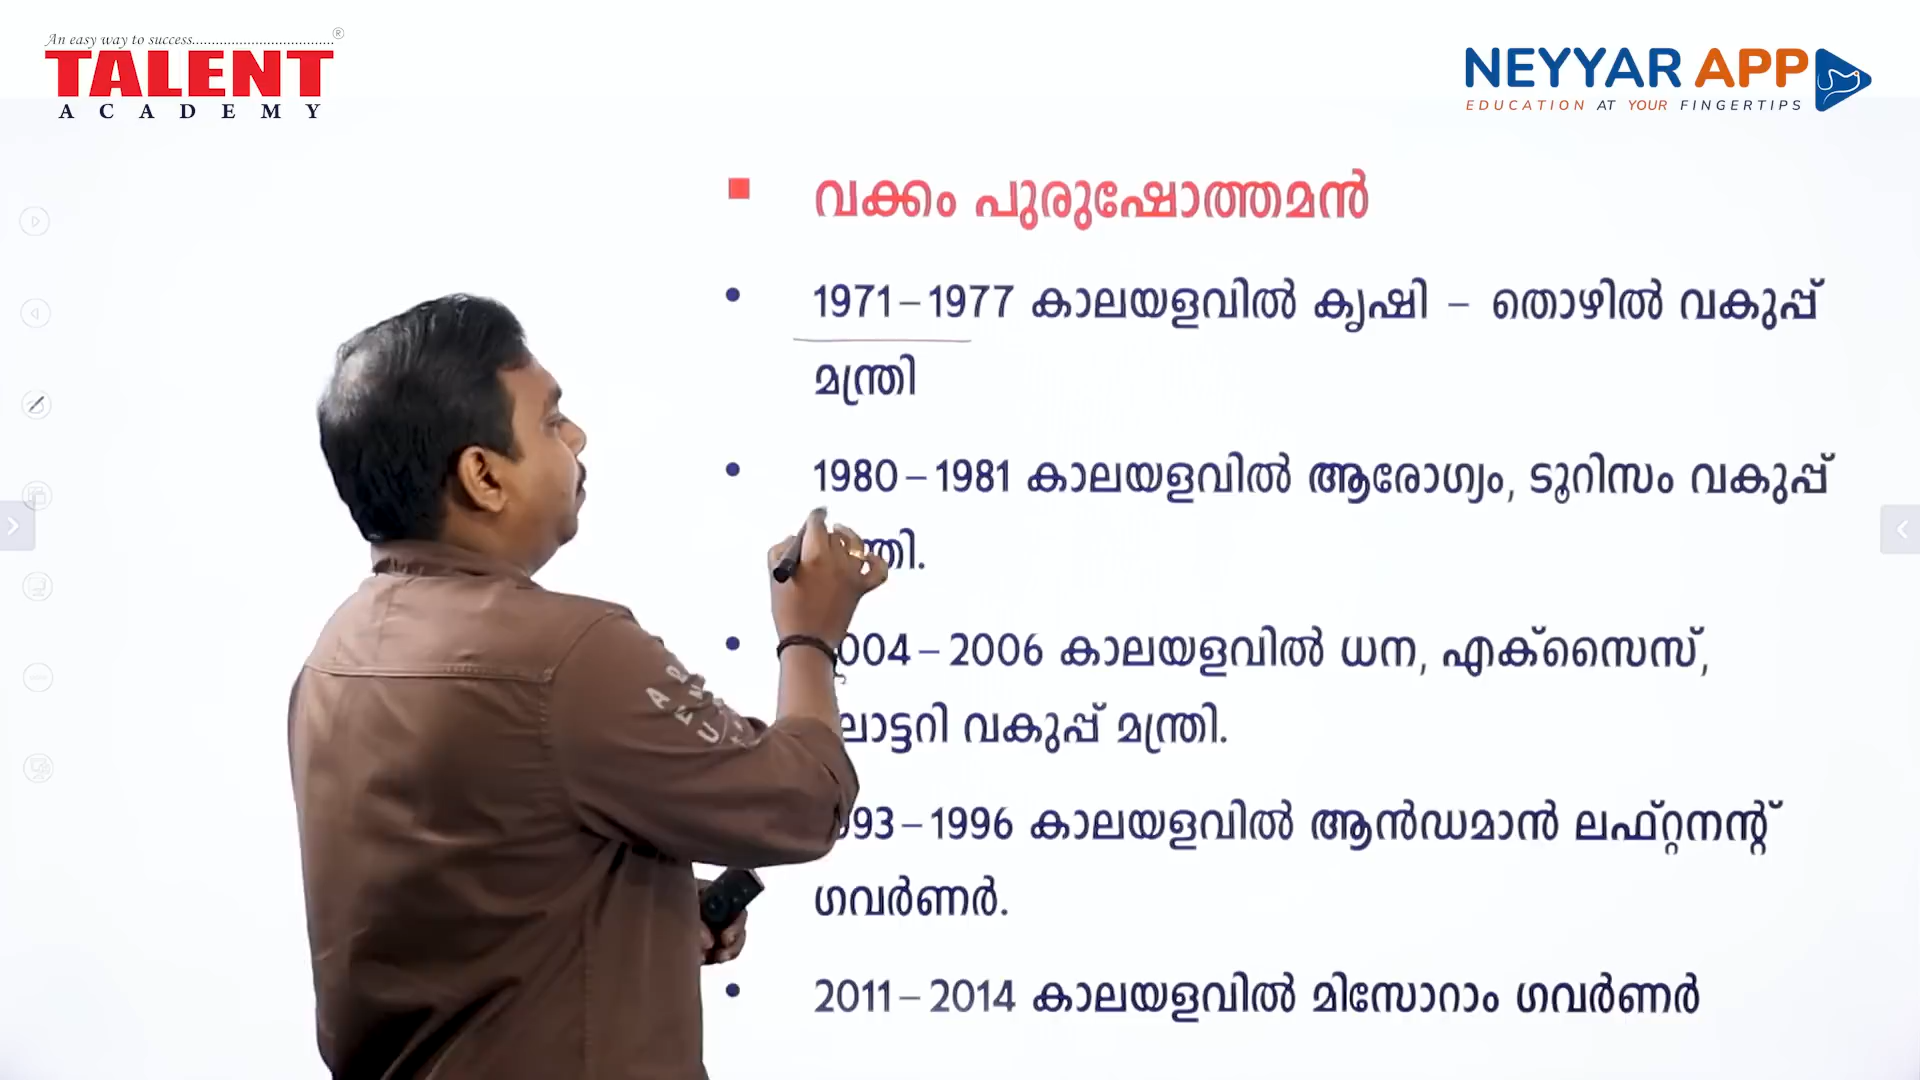 An easy way to success.....................................®
TALENT
ACADEMY
NEYYAR APP
EDUCATION AT YOUR FINGERTIPS
വക്കം പുരുഷോത്തമൻ
1971–1977 കാലയളവിൽ കൃഷി – തൊഴിൽ വകുപ്പ്
മന്ത്രി
1980–1981 കാലയളവിൽ ആരോഗ്യം, ടൂറിസം വകുപ്പ്
004–2006 കാലയളവിൽ ധന, എക്സൈസ്,
വകുപ്പ് മന്ത്രി.
993–1996 കാലയളവിൽ ആൻഡമാൻ ലഫ്റ്റനന്റ്
ഗവർണർ.
2011–2014 കാലയളവിൽ മിസോറാം ഗവർണർ